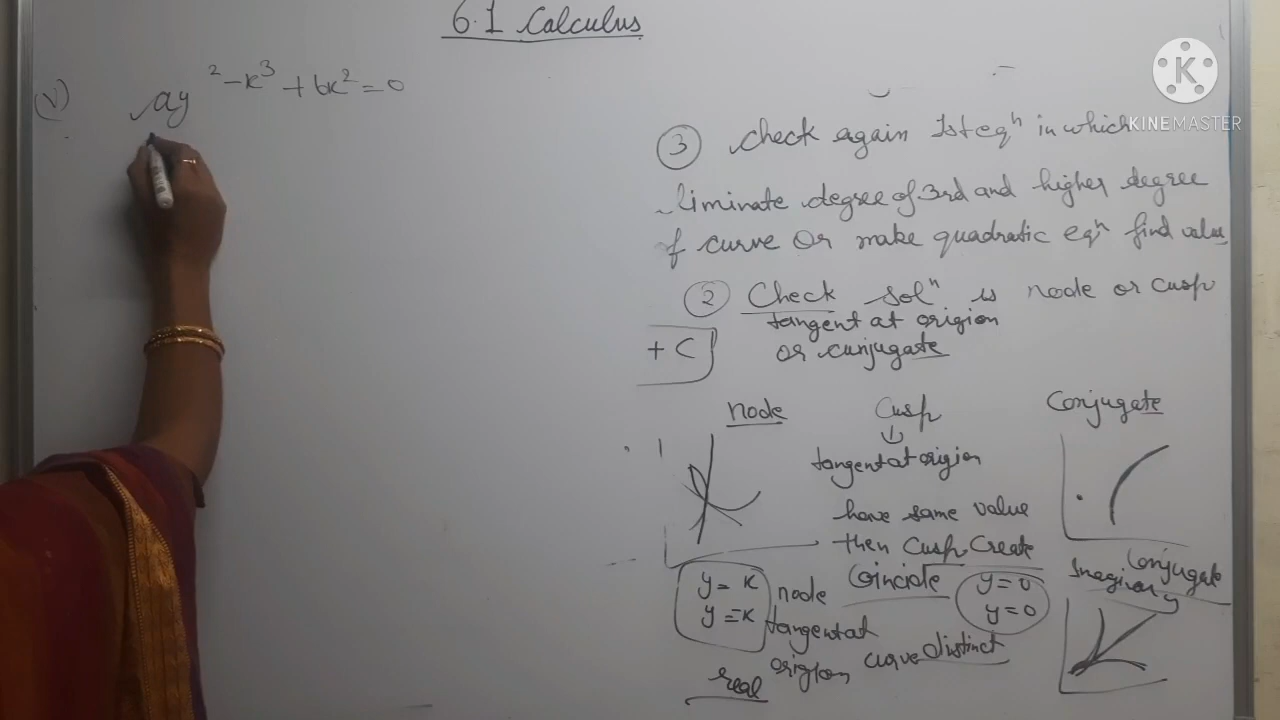 6.1 Calculus
K
KINEMASTER
(V) ay² - x³ + bx² = 0
③ check again 1st eqⁿ in which
liminate degree of 3rd and higher degree
f curve or make quadratic eqⁿ find value
② Check solⁿ is node or cusp
tangent at origion
+ C
or cunjugate
node Cusp Conjugate
tangent at origion
have same value
then Cusp Create
y = x node Coincide y = 0 Imaginary Conjugate
y = x tangent at y = 0
real origion curve distinct